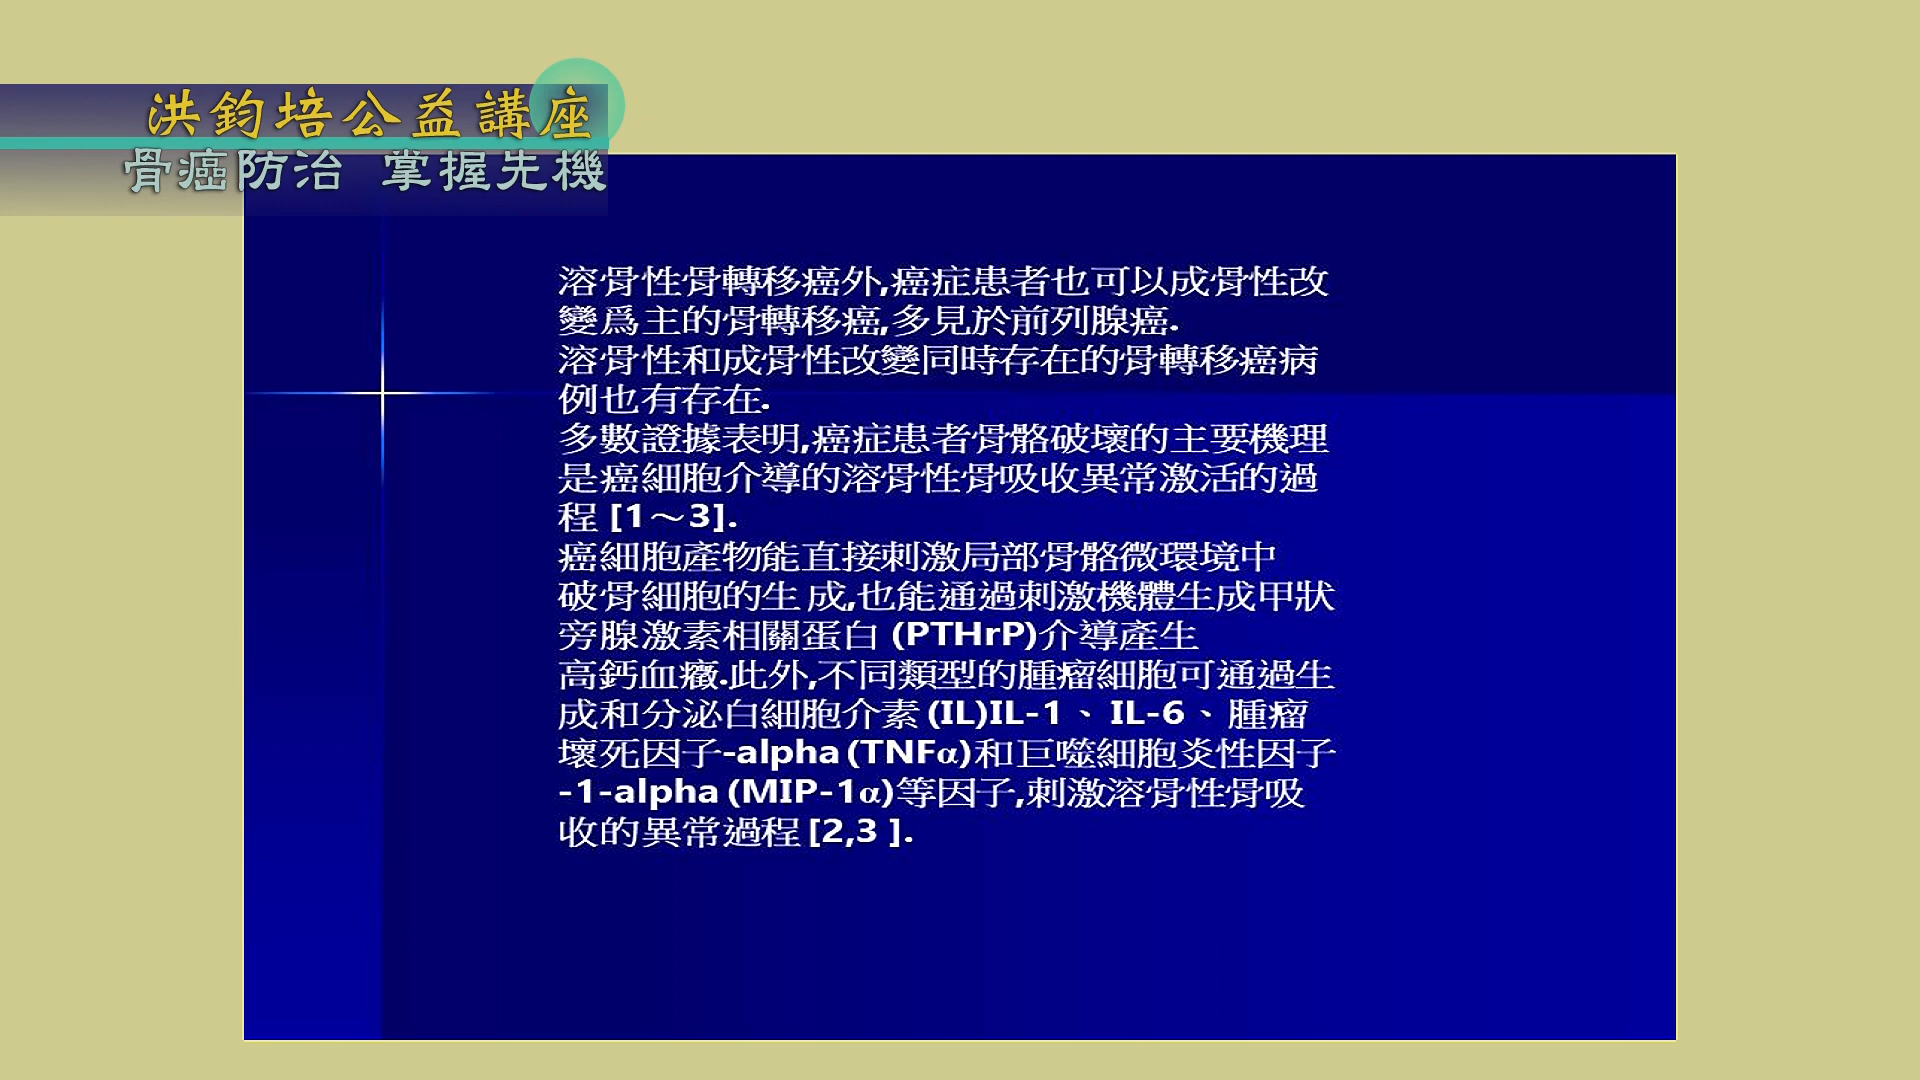 洪鈞培公益講座
骨癌防治 掌握先機
溶骨性骨轉移癌外,癌症患者也可以成骨性改
變爲主的骨轉移癌,多見於前列腺癌.
溶骨性和成骨性改變同時存在的骨轉移癌病
例也有存在.
多數證據表明,癌症患者骨骼破壞的主要機理
是癌細胞介導的溶骨性骨吸收異常激活的過
程 [1～3].
癌細胞產物能直接刺激局部骨骼微環境中
破骨細胞的生 成,也能通過刺激機體生成甲狀
旁腺激素相關蛋白 (PTHrP)介導產生
高鈣血癥.此外,不同類型的腫瘤細胞可通過生
成和分泌白細胞介素 (IL)IL-1、 IL-6、腫瘤
壞死因子-alpha (TNFα)和巨噬細胞炎性因子
-1-alpha (MIP-1α)等因子,刺激溶骨性骨吸
收的異常過程 [2,3 ].